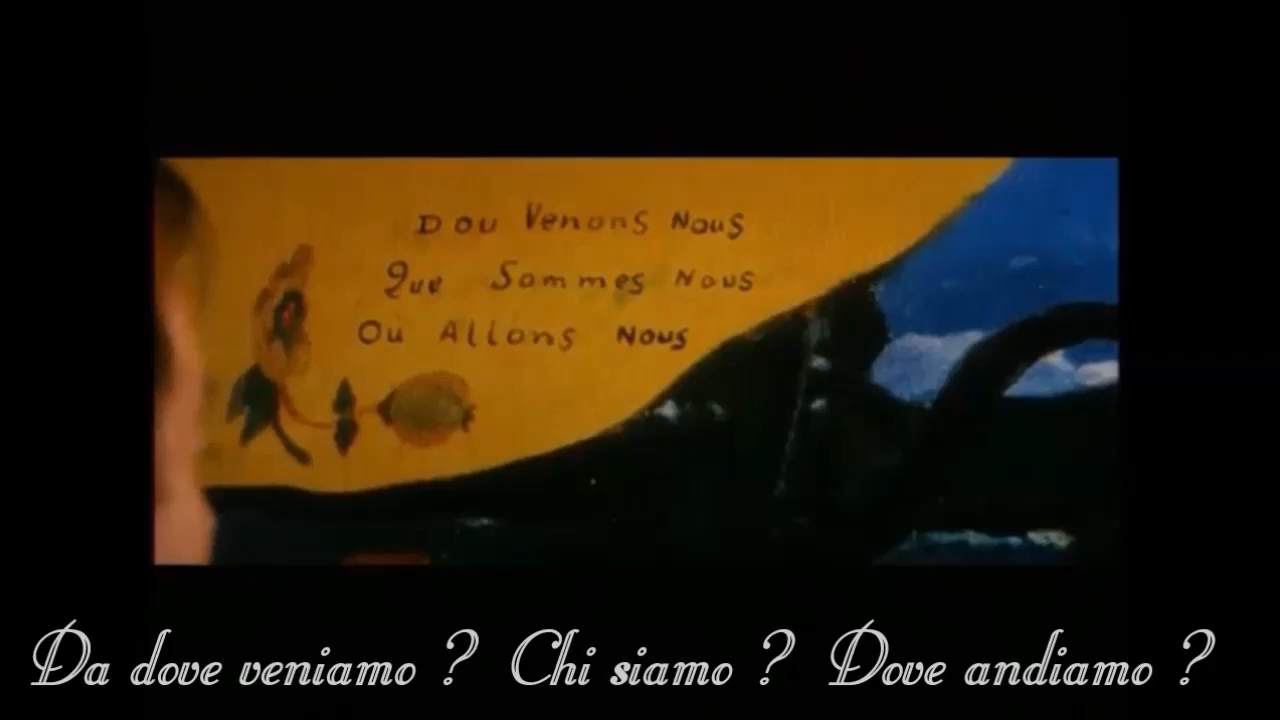 Dou Venons Nous
Que Sommes Nous
Ou Allons Nous
Da dove veniamo ? Chi siamo ? Dove andiamo ?